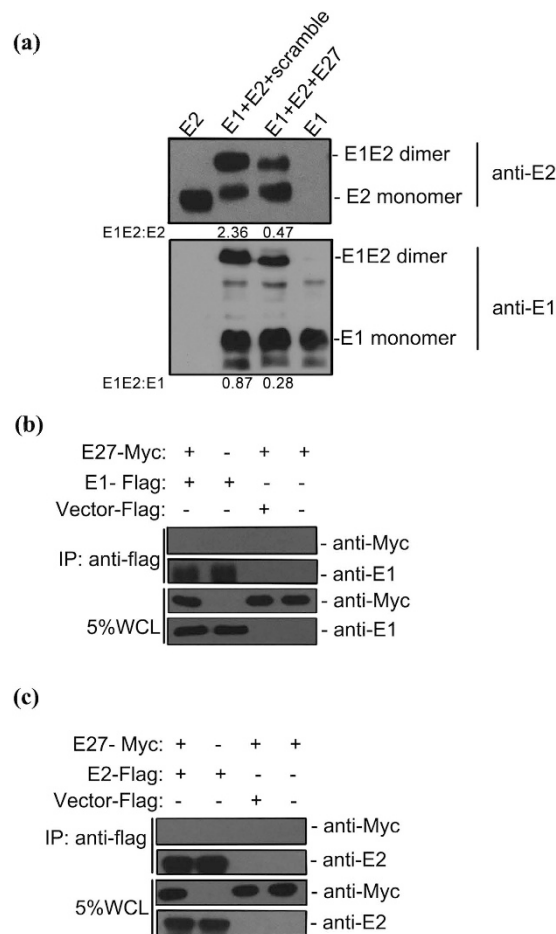 (a)
E2 E1+E2+scramble E1+E2+E27 E1
- E1E2 dimer
anti-E2
- E2 monomer
E1E2:E2 2.36 0.47
-E1E2 dimer
anti-E1
-E1 monomer
E1E2:E1 0.87 0.28
(b)
E27-Myc: + - + +
E1- Flag: + + - -
Vector-Flag: - - + -
IP: anti-flag
- anti-Myc
- anti-E1
5%WCL
- anti-Myc
- anti-E1
(c)
E27- Myc: + - + +
E2-Flag: + + - -
Vector-Flag: - - + -
IP: anti-flag
- anti-Myc
- anti-E2
5%WCL
- anti-Myc
- anti-E2